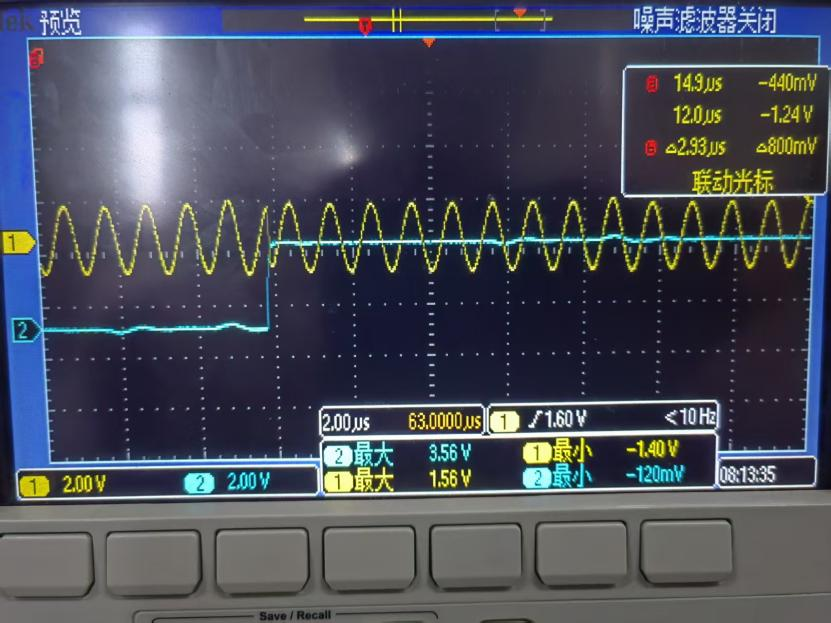 ek 预览 噪声滤波器关闭
a
a 14.9µs -440mV
12.0µs -1.24 V
△2.93µs △800mV
联动光标
1
2
2.00µs 63.0000µs 1 1.60 V <10 Hz
2 最大 3.56 V 1 最小 -1.40 V
1 最大 1.56 V 2 最小 -120mV
1 2.00 V 2 2.00 V 08:13:35
Save / Recall